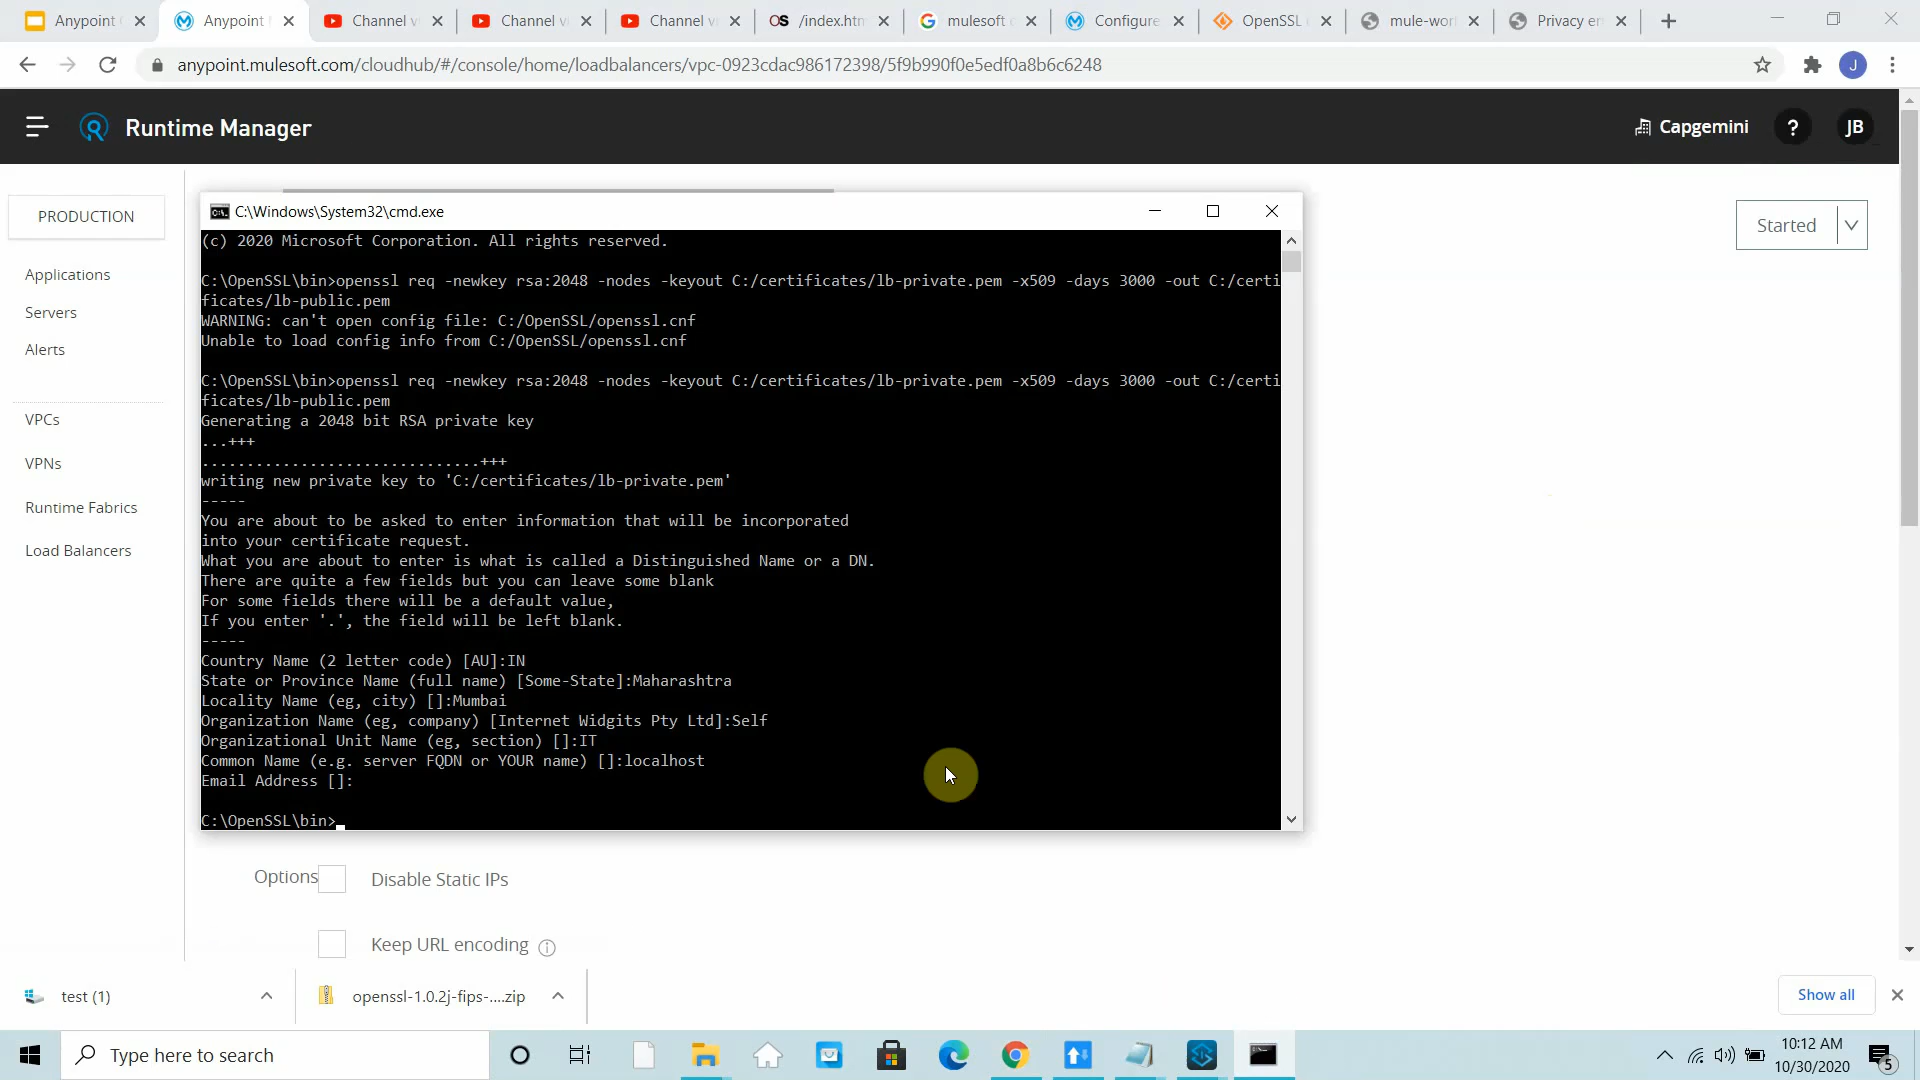 Anypoint
Anypoint
Channel v
Channel v
Channel v
OS /index.htm
mulesoft
Configure
OpenSSL
mule-wor
Privacy er
anypoint.mulesoft.com/cloudhub/#/console/home/loadbalancers/vpc-0923cdac986172398/5f9b990f0e5edf0a8b6c6248
J
Runtime Manager
Capgemini
?
JB
PRODUCTION
Applications
Servers
Alerts
VPCs
VPNs
Runtime Fabrics
Load Balancers
Started
C:\Windows\System32\cmd.exe
(c) 2020 Microsoft Corporation. All rights reserved.
C:\OpenSSL\bin>openssl req -newkey rsa:2048 -nodes -keyout C:/certificates/lb-private.pem -x509 -days 3000 -out C:/certi
ficates/lb-public.pem
WARNING: can't open config file: C:/OpenSSL/openssl.cnf
Unable to load config info from C:/OpenSSL/openssl.cnf
C:\OpenSSL\bin>openssl req -newkey rsa:2048 -nodes -keyout C:/certificates/lb-private.pem -x509 -days 3000 -out C:/certi
ficates/lb-public.pem
Generating a 2048 bit RSA private key
...+++
...............................+++
writing new private key to 'C:/certificates/lb-private.pem'
-----
You are about to be asked to enter information that will be incorporated
into your certificate request.
What you are about to enter is what is called a Distinguished Name or a DN.
There are quite a few fields but you can leave some blank
For some fields there will be a default value,
If you enter '.', the field will be left blank.
-----
Country Name (2 letter code) [AU]:IN
State or Province Name (full name) [Some-State]:Maharashtra
Locality Name (eg, city) []:Mumbai
Organization Name (eg, company) [Internet Widgits Pty Ltd]:Self
Organizational Unit Name (eg, section) []:IT
Common Name (e.g. server FQDN or YOUR name) []:localhost
Email Address []:
C:\OpenSSL\bin>
Options
Disable Static IPs
Keep URL encoding
test (1)
openssl-1.0.2j-fips-....zip
Show all
Type here to search
10:12 AM
10/30/2020
5